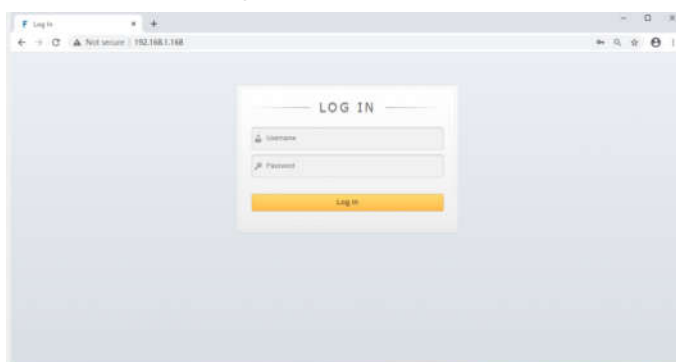 Log In
Not secure | 192.168.1.168
LOG IN
Username
Password
Log In